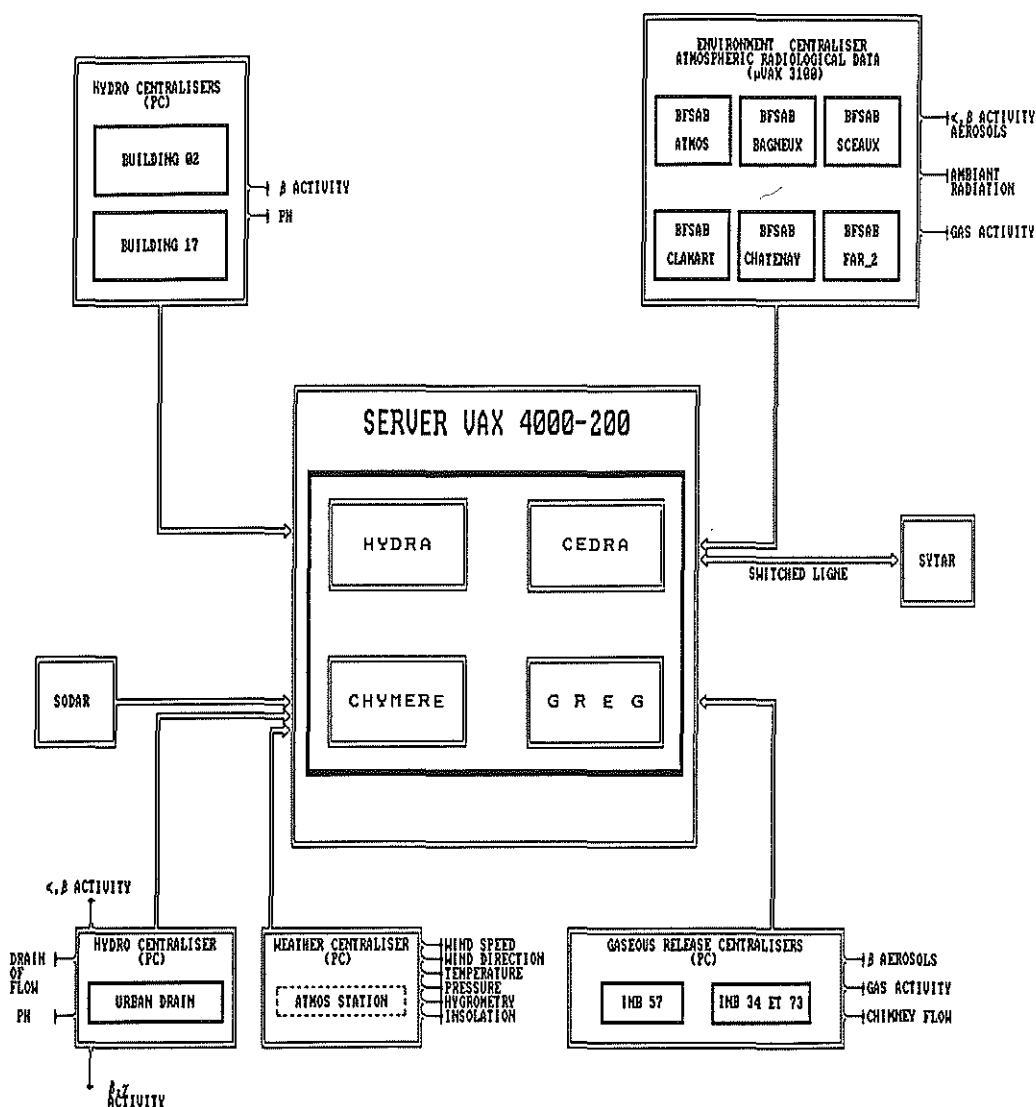 HYDRO CENTRALISERS
(PC)
BUILDING 02
BUILDING 17
β ACTIVITY
PH
ENVIRONMENT CENTRALISER
ATMOSPHERIC RADIOLOGICAL DATA
(μVAX 3100)
BFSAB
ATMOS
BFSAB
BAGNEUX
BFSAB
SCEAUX
BFSAB
CLAMART
BFSAB
CHATENAY
BFSAB
FAR_2
α,β ACTIVITY
AEROSOLS
AMBIANT
RADIATION
GAS ACTIVITY
SERVER VAX 4000-200
HYDRA
CEDRA
CHYMERE
G R E G
SWITCHED LIGNE
SYTAR
SODAR
α,β ACTIVITY
HYDRO CENTRALISER
(PC)
URBAN DRAIN
DRAIN
OF
FLOW
PH
β,γ
ACTIVITY
WEATHER CENTRALISER
(PC)
ATMOS STATION
WIND SPEED
WIND DIRECTION
TEMPERATURE
PRESSURE
HYGROMETRY
INSOLATION
GASEOUS RELEASE CENTRALISERS
(PC)
INB 57
INB 34 ET 73
β AEROSOLS
GAS ACTIVITY
CHIMNEY FLOW